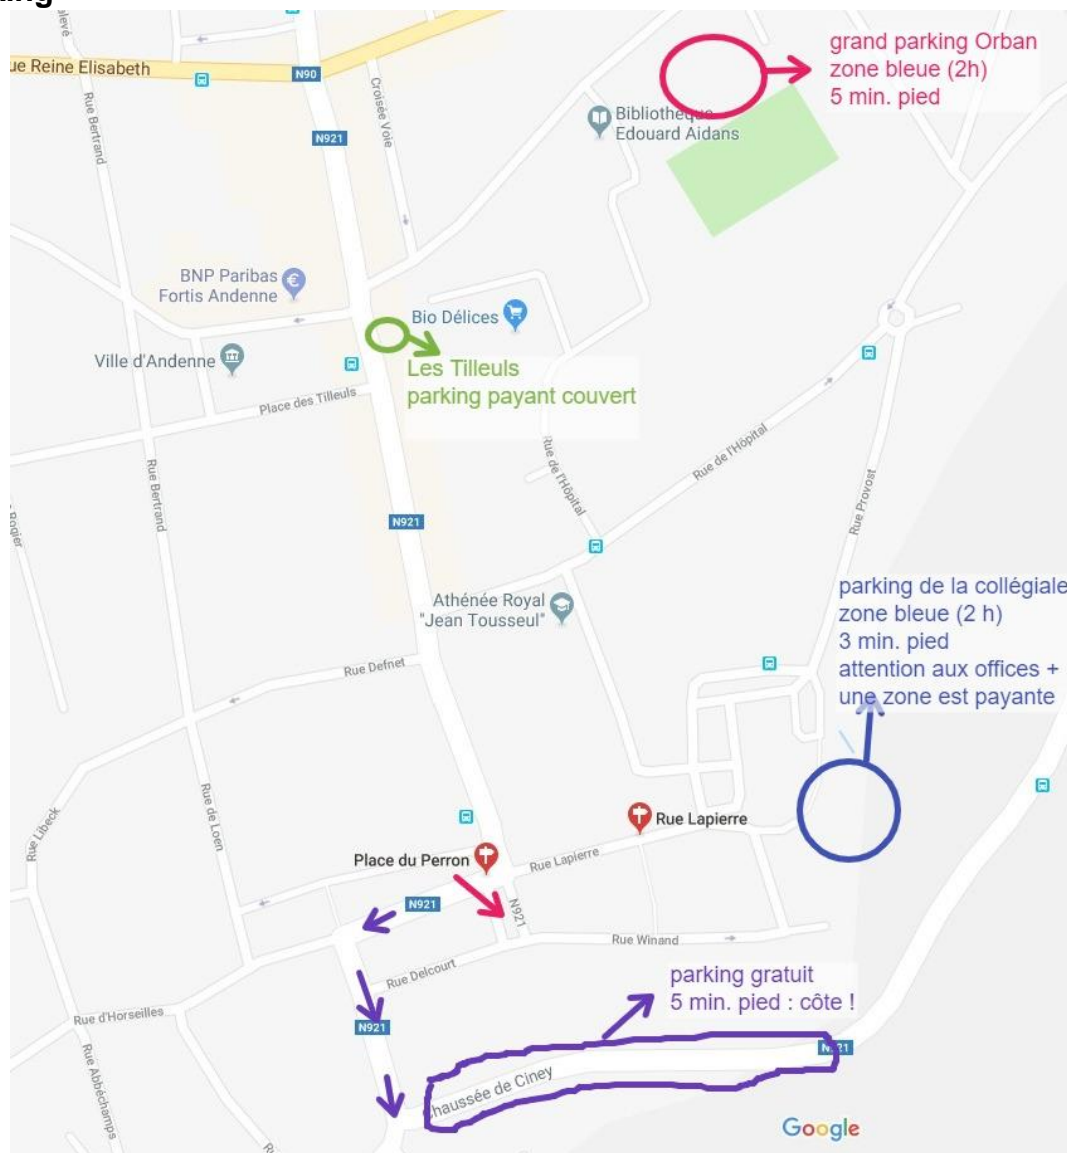 ue Reine Elisabeth
N90
N921
Croisée Voie
Rue Bertrand
grand parking Orban
zone bleue (2h)
5 min. pied
Bibliothèque
Edouard Aidans
BNP Paribas
Fortis Andenne
Bio Délices
Ville d'Andenne
Les Tilleuls
parking payant couvert
Place des Tilleuls
Rue de l'Hôpital
Rue de l'Hôpital
Rue Bertrand
Rue Provost
Rogier
N921
parking de la collégiale
zone bleue (2 h)
3 min. pied
attention aux offices +
une zone est payante
Athénée Royal
"Jean Tousseul"
Rue Defnet
Rue de Loen
Rue Libeck
Rue Lapierre
Place du Perron
Rue Lapierre
N921
N921
Rue Winand
Rue Delcourt
parking gratuit
5 min. pied : côte !
Rue d'Horseilles
N921
N921
Rue Abbéchamps
haussée de Ciney
Google